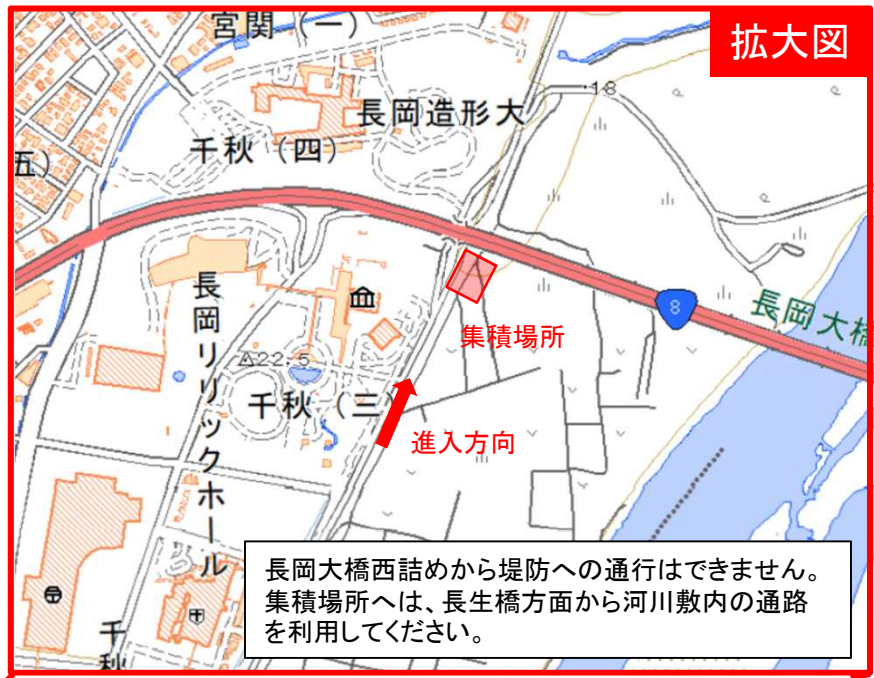 拡大図
宮関(一)
18
長岡造形大
千秋(四)
五)
8
長岡大橋
集積場所
長岡リリックホール
22.5
千秋(三)
進入方向
千秋
長岡大橋西詰めから堤防への通行はできません。
集積場所へは、長生橋方面から河川敷内の通路
を利用してください。